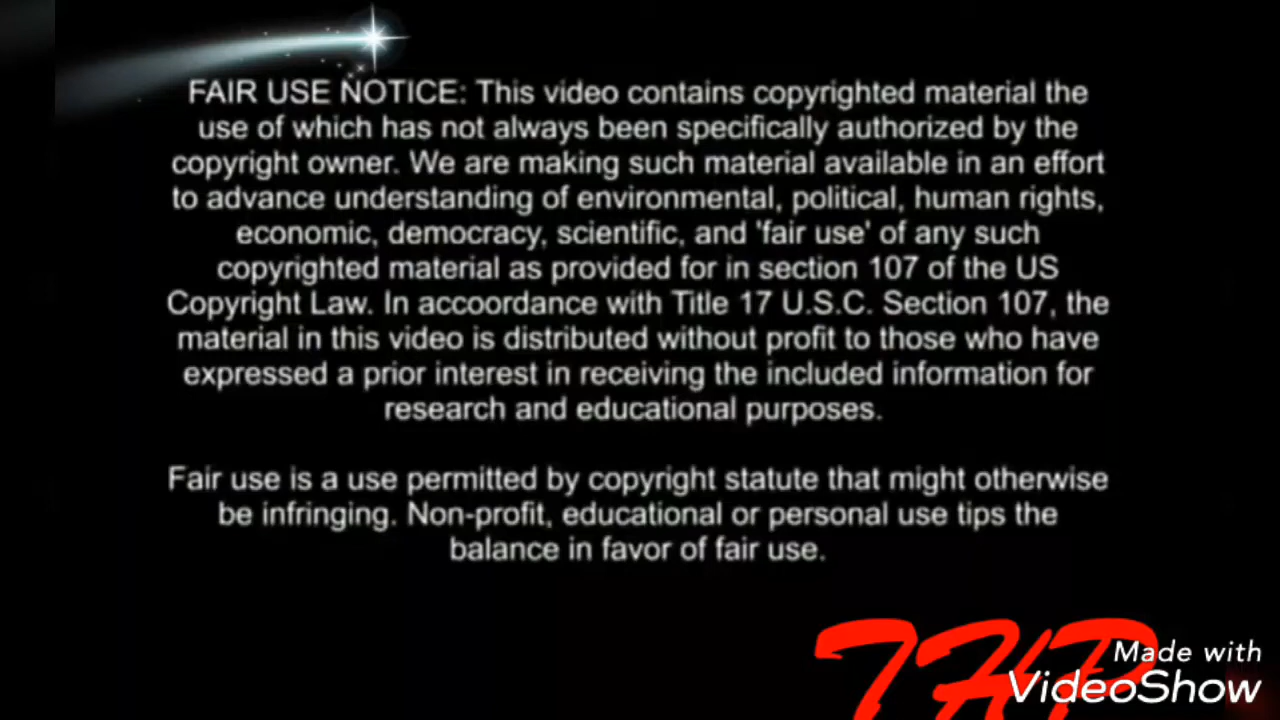 FAIR USE NOTICE: This video contains copyrighted material the
use of which has not always been specifically authorized by the
copyright owner. We are making such material available in an effort
to advance understanding of environmental, political, human rights,
economic, democracy, scientific, and 'fair use' of any such
copyrighted material as provided for in section 107 of the US
Copyright Law. In accoordance with Title 17 U.S.C. Section 107, the
material in this video is distributed without profit to those who have
expressed a prior interest in receiving the included information for
research and educational purposes.
Fair use is a use permitted by copyright statute that might otherwise
be infringing. Non-profit, educational or personal use tips the
balance in favor of fair use.
THP
Made with
VideoShow